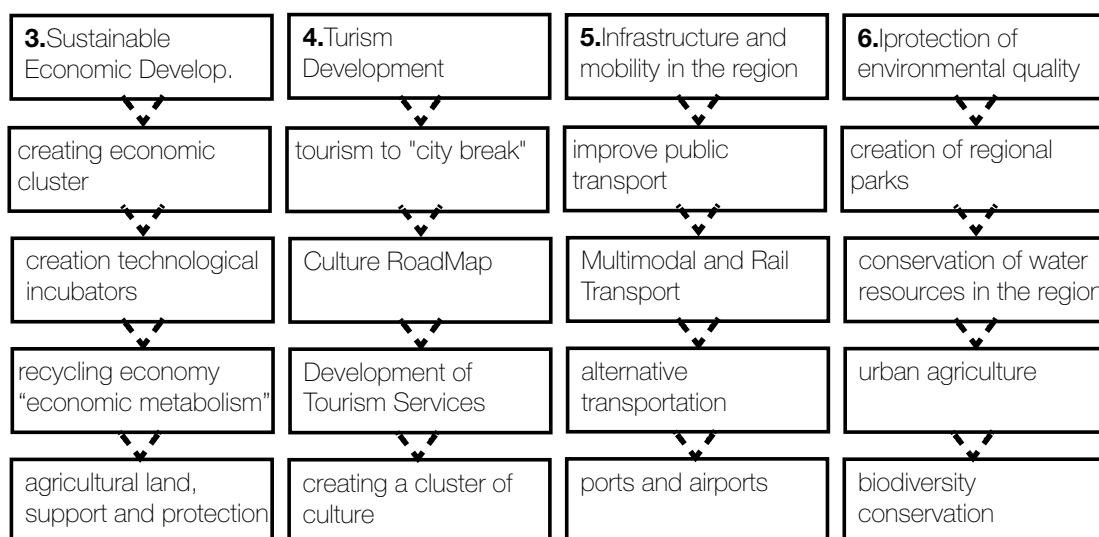 3.Sustainable
Economic Develop.
creating economic
cluster
creation technological
incubators
recycling economy
“economic metabolism”
agricultural land,
support and protection
4.Turism
Development
tourism to "city break"
Culture RoadMap
Development of
Tourism Services
creating a cluster of
culture
5.Infrastructure and
mobility in the region
improve public
transport
Multimodal and Rail
Transport
alternative
transportation
ports and airports
6.Iprotection of
environmental quality
creation of regional
parks
conservation of water
resources in the region
urban agriculture
biodiversity
conservation